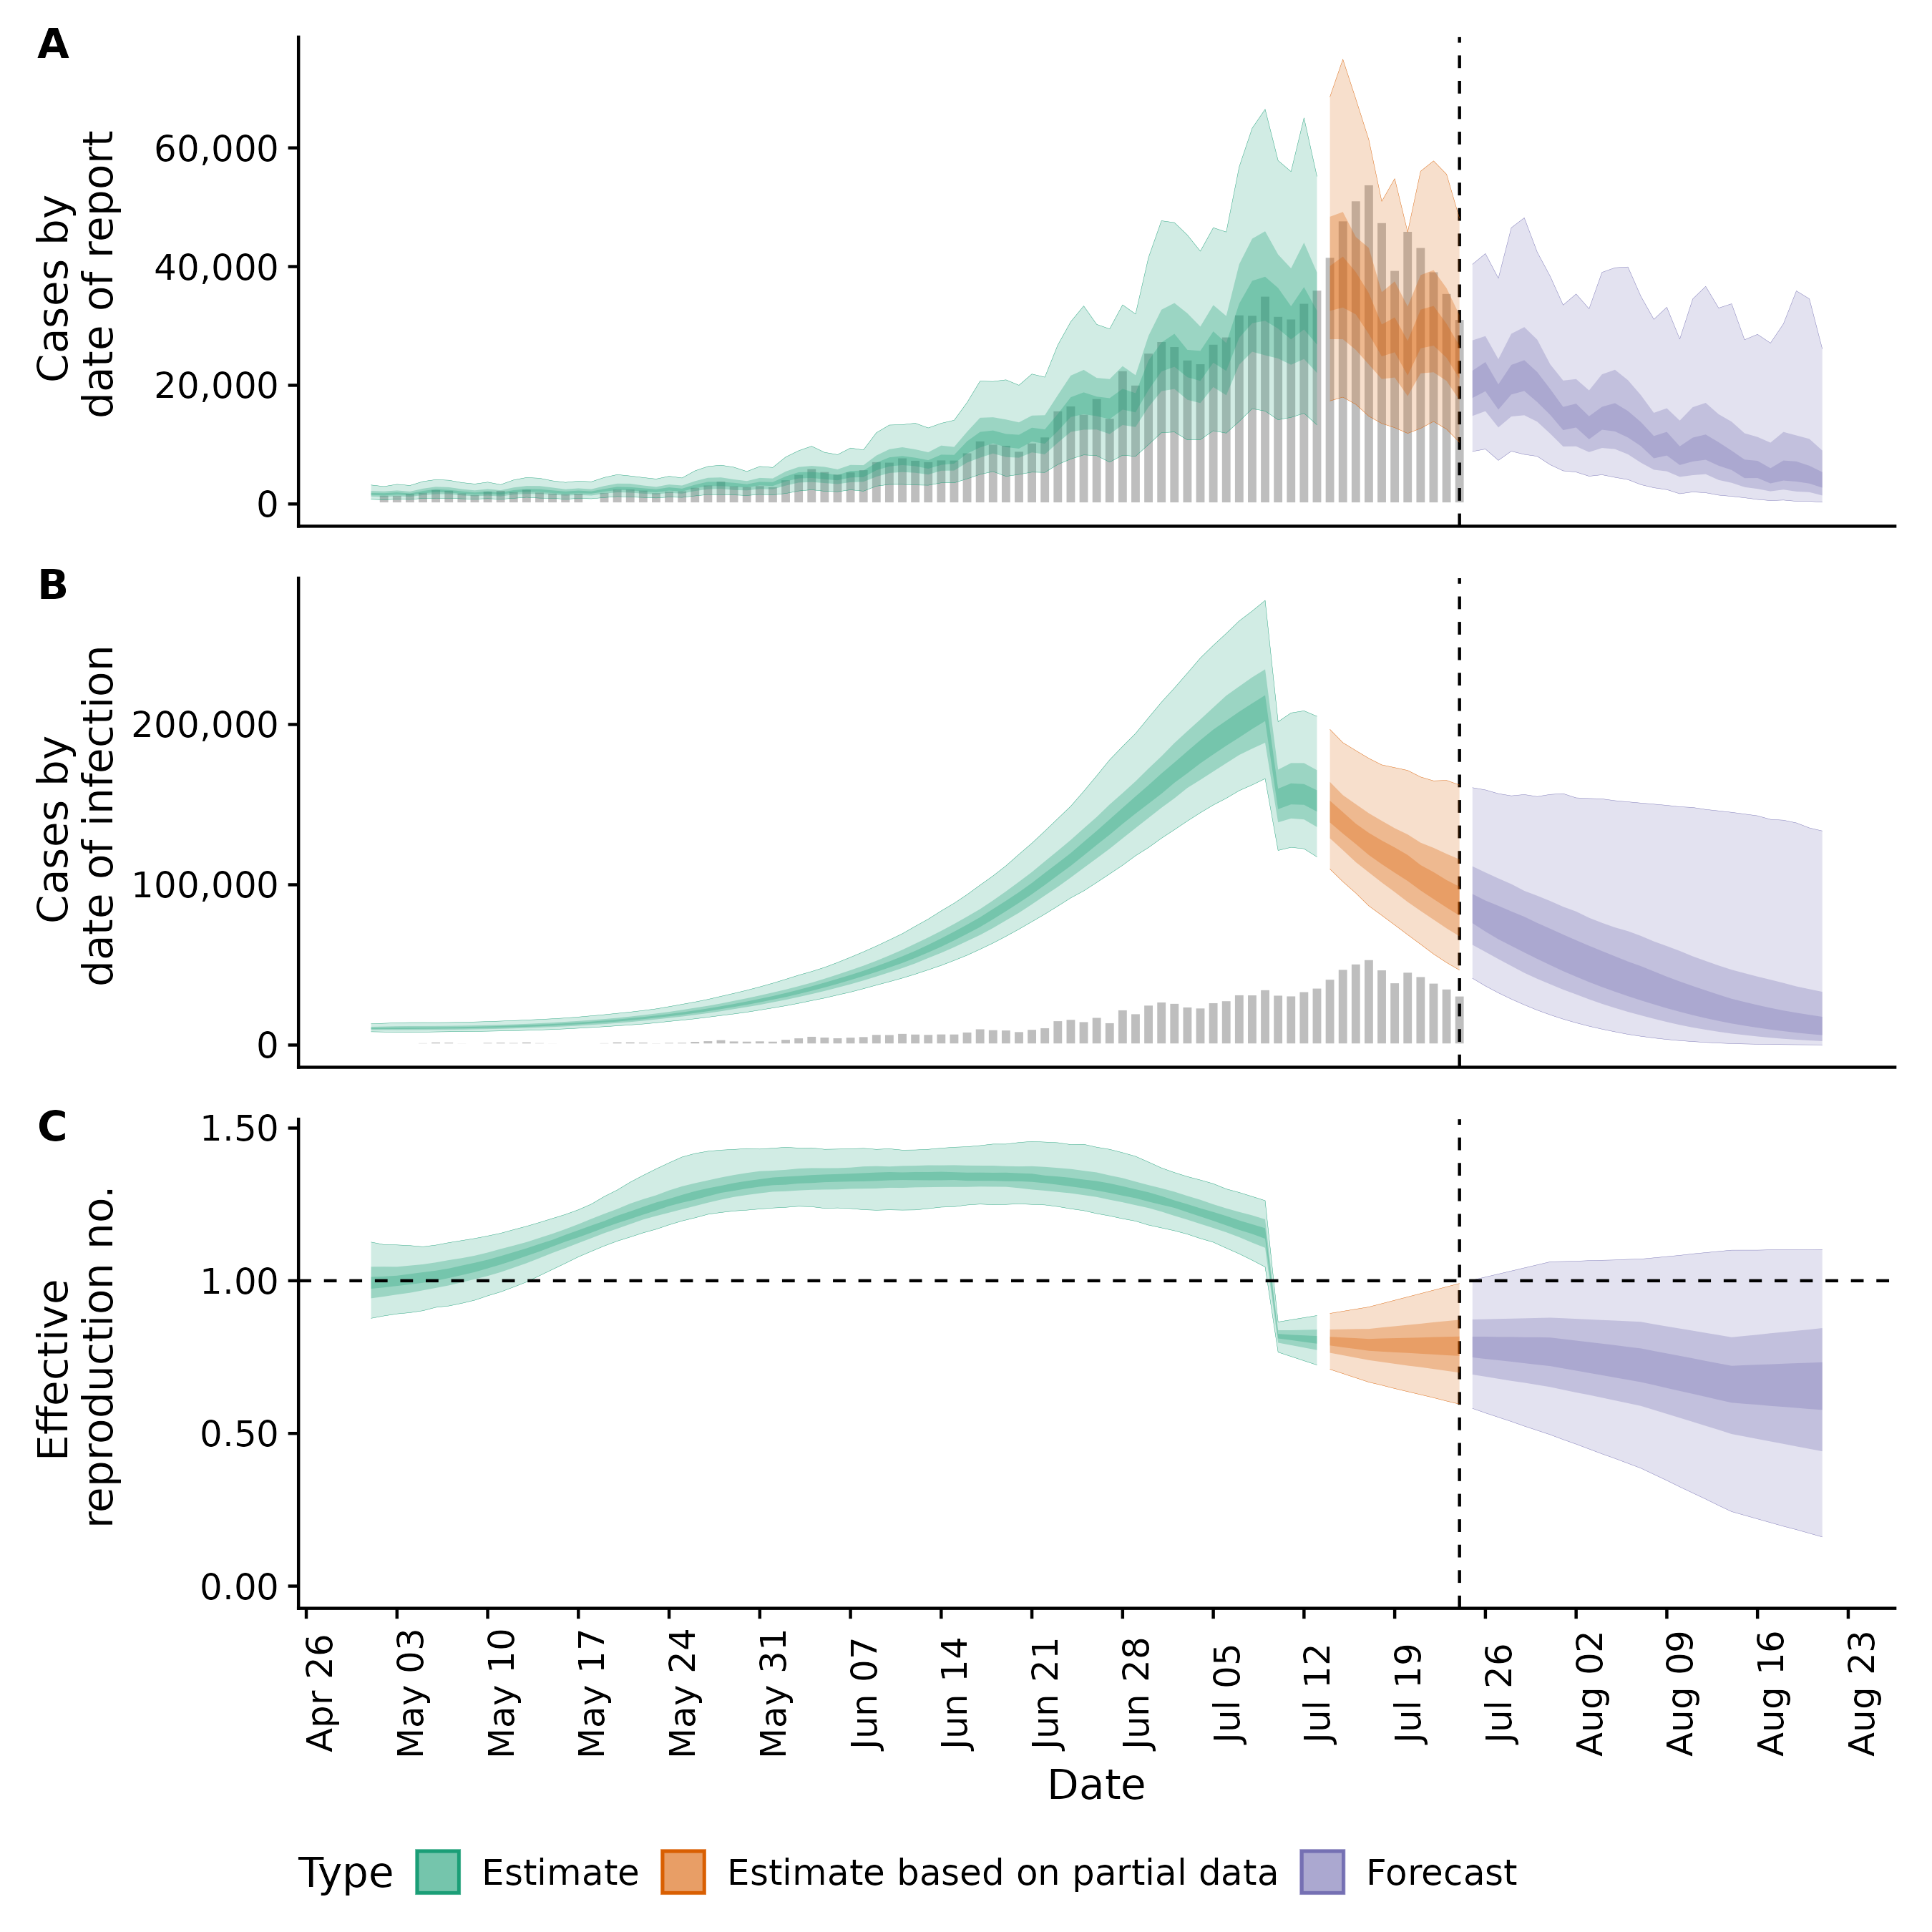 A
Cases by
date of report
60,000
40,000
20,000
0
B
Cases by
date of infection
200,000
100,000
0
C
Effective
reproduction no.
1.50
1.00
0.50
0.00
Apr 26
May 03
May 10
May 17
May 24
May 31
Jun 07
Jun 14
Jun 21
Jun 28
Jul 05
Jul 12
Jul 19
Jul 26
Aug 02
Aug 09
Aug 16
Aug 23
Date
Type Estimate Estimate based on partial data Forecast